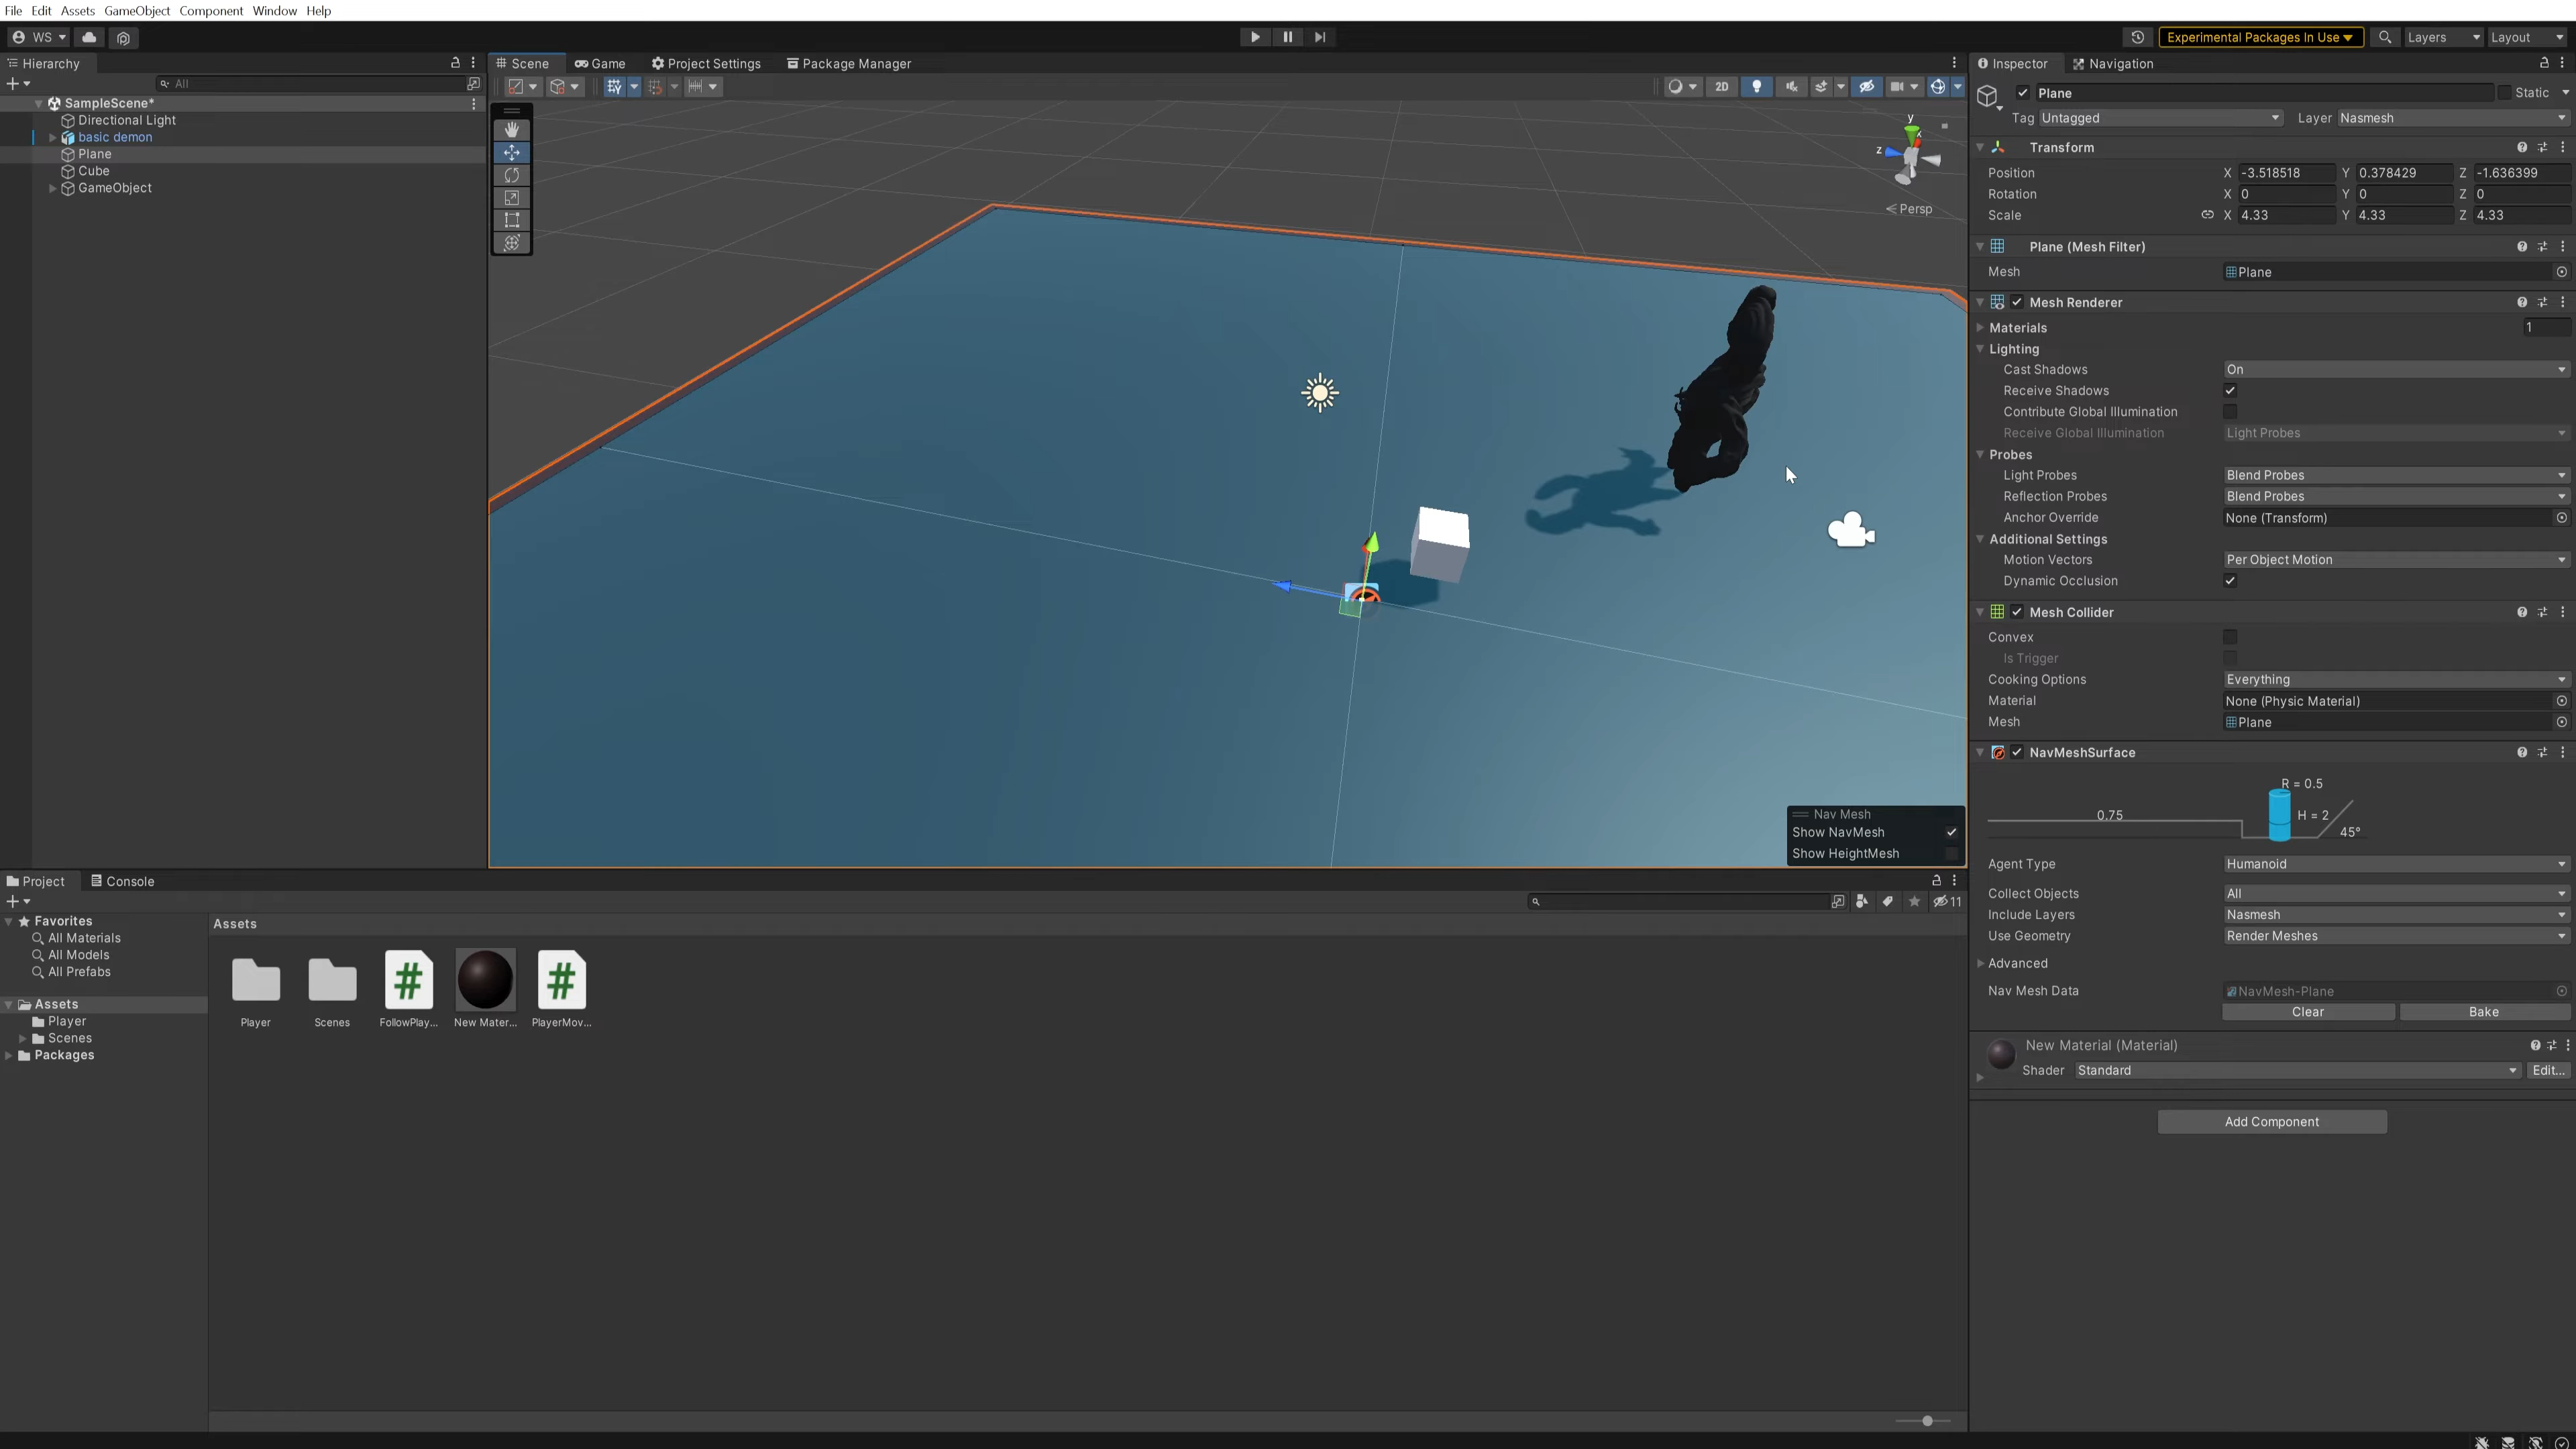 File Edit Assets GameObject Component Window Help
WS
Experimental Packages In Use
Layers
Layout
Hierarchy
All
SampleScene*
Directional Light
basic demon
Plane
Cube
GameObject
Scene Game Project Settings Package Manager
2D
y
x
z
Persp
Nav Mesh
Show NavMesh
Show HeightMesh
Inspector Navigation
Plane Static
Tag Untagged Layer Nasmesh
Transform
Position X -3.518518 Y 0.378429 Z -1.636399
Rotation X 0 Y 0 Z 0
Scale X 4.33 Y 4.33 Z 4.33
Plane (Mesh Filter)
Mesh Plane
Mesh Renderer
Materials 1
Lighting
Cast Shadows On
Receive Shadows
Contribute Global Illumination
Receive Global Illumination Light Probes
Probes
Light Probes Blend Probes
Reflection Probes Blend Probes
Anchor Override None (Transform)
Additional Settings
Motion Vectors Per Object Motion
Dynamic Occlusion
Mesh Collider
Convex
Is Trigger
Cooking Options Everything
Material None (Physic Material)
Mesh Plane
NavMeshSurface
R = 0.5
0.75 H = 2
45°
Agent Type Humanoid
Collect Objects All
Include Layers Nasmesh
Use Geometry Render Meshes
Advanced
Nav Mesh Data NavMesh-Plane
Clear Bake
New Material (Material)
Shader Standard Edit...
Add Component
Project Console
11
Favorites
All Materials
All Models
All Prefabs
Assets
Player
Scenes
Packages
Assets
Player Scenes FollowPlay... New Mater... PlayerMov...